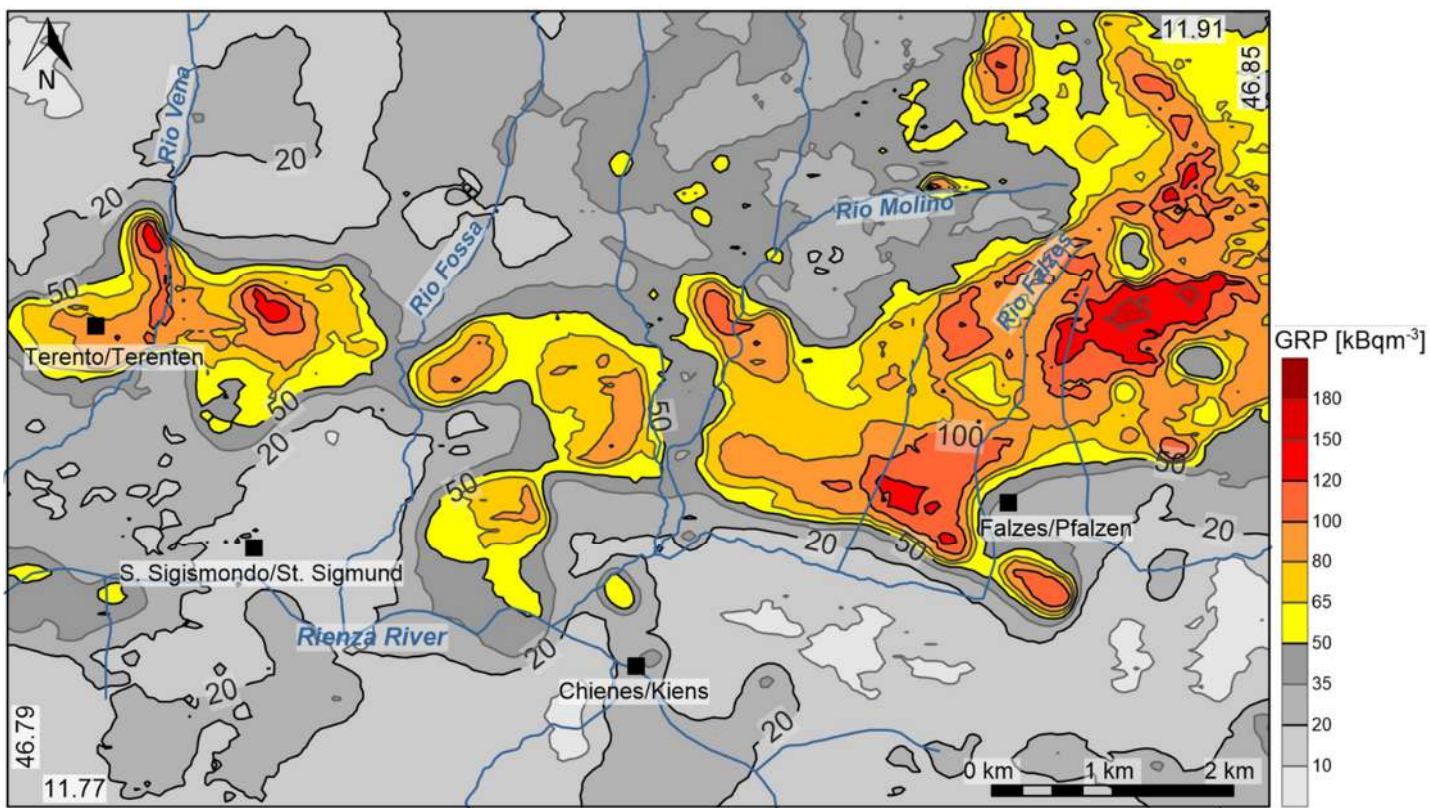 11.91
46.85
N
Rio Vena
20
20
Rio Molino
Rio Fossa
Rio Falzes
50
Terento/Terenten
GRP [kBqm-3]
180
150
120
100
80
65
50
35
20
10
50
20
50
100
50
50
Falzes/Pfalzen
20
20
50
S. Sigismondo/St. Sigmund
Rienza River
20
20
Chienes/Kiens
20
46.79
11.77
0 km 1 km 2 km